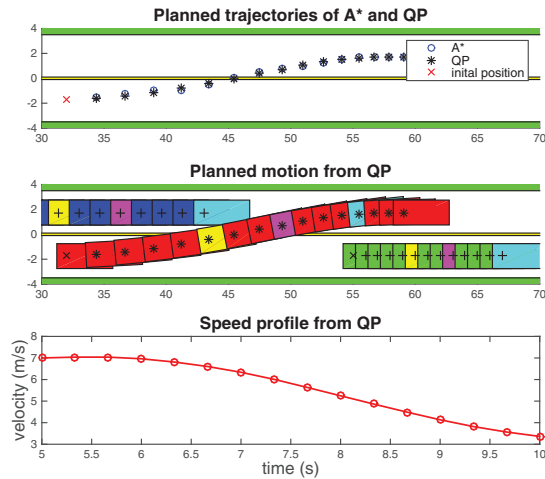 Planned trajectories of A* and QP
4
2
0
-2
-4
A*
QP
inital position
30 35 40 45 50 55 60 65 70
Planned motion from QP
4
2
0
-2
-4
30 35 40 45 50 55 60 65 70
Speed profile from QP
velocity (m/s)
8
7
6
5
4
3
5 5.5 6 6.5 7 7.5 8 8.5 9 9.5 10
time (s)